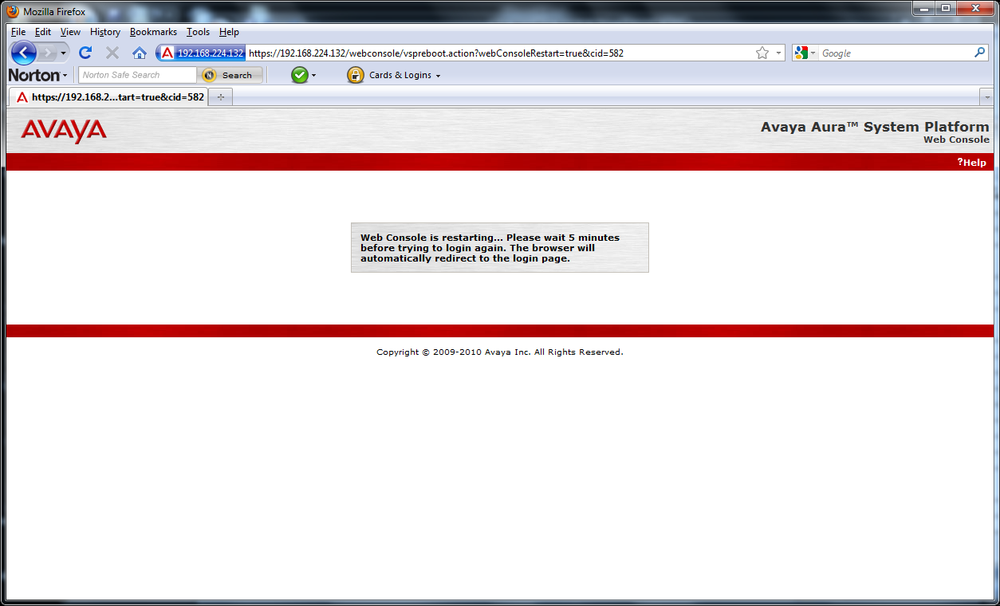 Mozilla Firefox
File Edit View History Bookmarks Tools Help
192.168.224.132 https://192.168.224.132/webconsole/vspreboot.action?webConsoleRestart=true&cid=582 Google
Norton Norton Safe Search Search Cards & Logins
https://192.168.2...tart=true&cid=582
AVAYA
Avaya Aura™ System Platform
Web Console
?Help
Web Console is restarting... Please wait 5 minutes
before trying to login again. The browser will
automatically redirect to the login page.
Copyright © 2009-2010 Avaya Inc. All Rights Reserved.